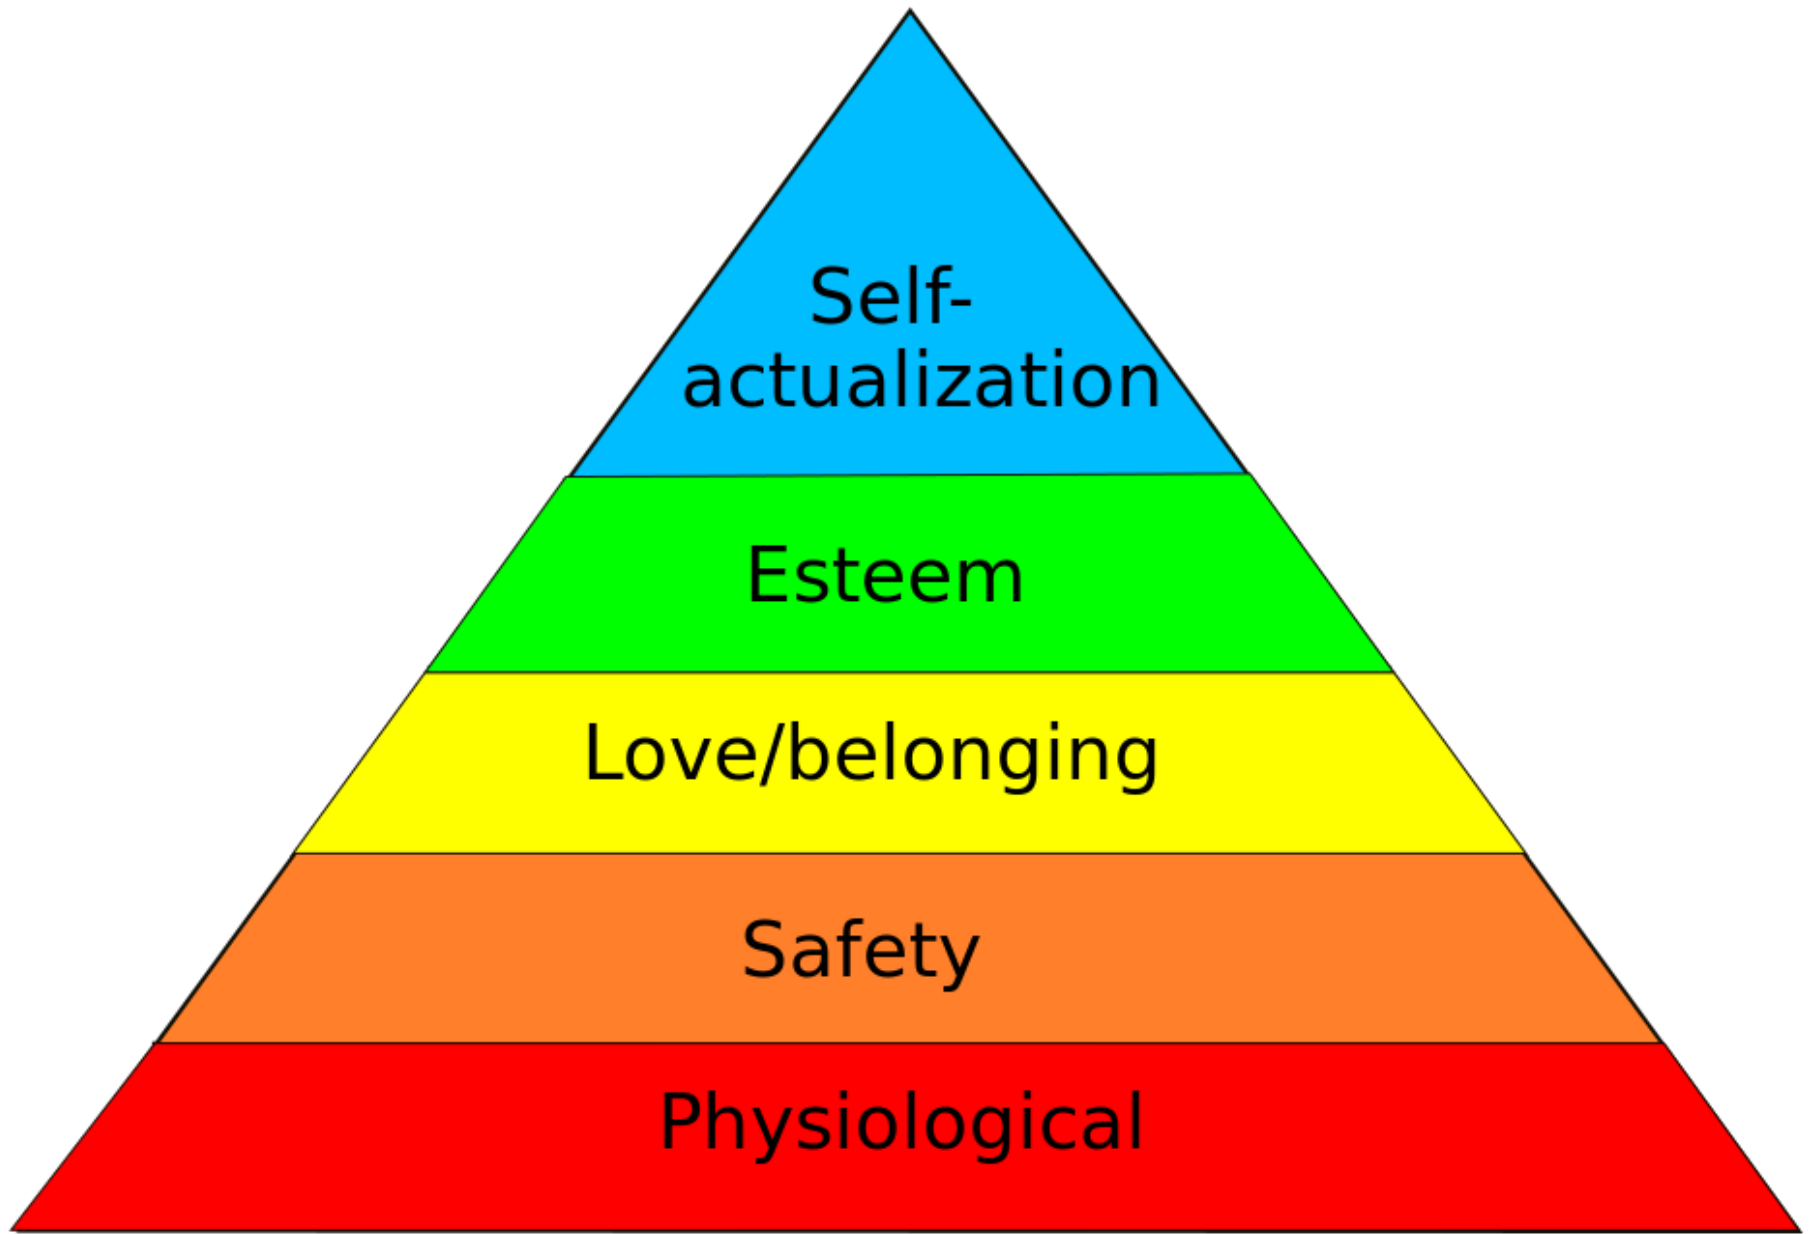 Self-
actualization
Esteem
Love/belonging
Safety
Physiological